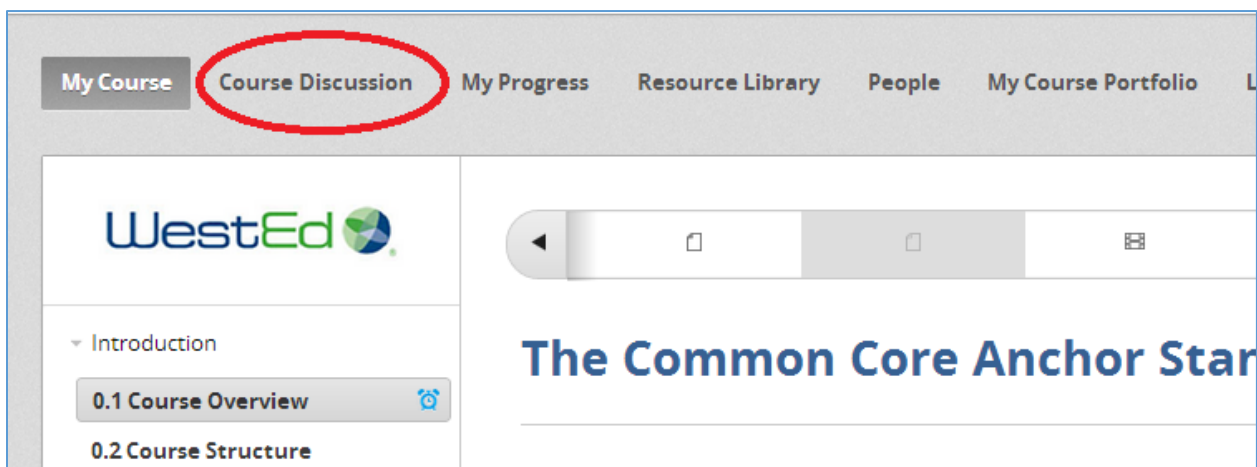 My Course Course Discussion My Progress Resource Library People My Course Portfolio
WestEd
Introduction
The Common Core Anchor
0.1 Course Overview
0.2 Course Structure